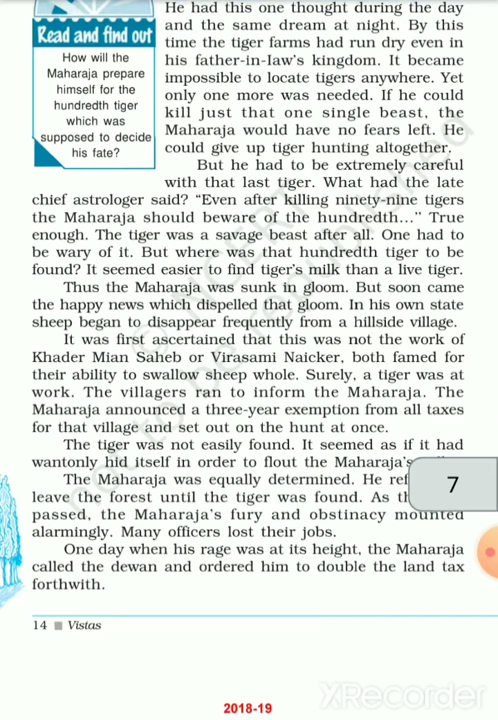 Read and find out
How will the
Maharaja prepare
himself for the
hundredth tiger
which was
supposed to decide
his fate?
He had this one thought during the day
and the same dream at night. By this
time the tiger farms had run dry even in
his father-in-law's kingdom. It became
impossible to locate tigers anywhere. Yet
only one more was needed. If he could
kill just that one single beast, the
Maharaja would have no fears left. He
could give up tiger hunting altogether.
But he had to be extremely careful
with that last tiger. What had the late
chief astrologer said? “Even after killing ninety-nine tigers
the Maharaja should beware of the hundredth...” True
enough. The tiger was a savage beast after all. One had to
be wary of it. But where was that hundredth tiger to be
found? It seemed easier to find tiger's milk than a live tiger.
Thus the Maharaja was sunk in gloom. But soon came
the happy news which dispelled that gloom. In his own state
sheep began to disappear frequently from a hillside village.
It was first ascertained that this was not the work of
Khader Mian Saheb or Virasami Naicker, both famed for
their ability to swallow sheep whole. Surely, a tiger was at
work. The villagers ran to inform the Maharaja. The
Maharaja announced a three-year exemption from all taxes
for that village and set out on the hunt at once.
The tiger was not easily found. It seemed as if it had
wantonly hid itself in order to flout the Maharaja's
The Maharaja was equally determined. He
leave the forest until the tiger was found. As
passed, the Maharaja's fury and obstinacy mounted
alarmingly. Many officers lost their jobs.
One day when his rage was at its height, the Maharaja
called the dewan and ordered him to double the land tax
forthwith.
7
14 ■ Vistas
2018-19
XRecorder